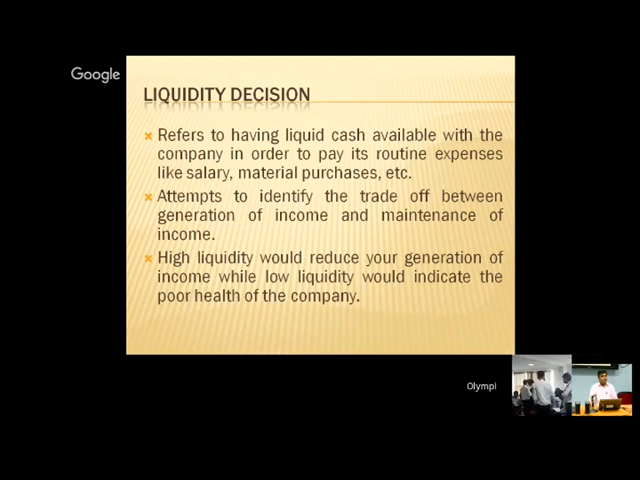 Google
LIQUIDITY DECISION
Refers to having liquid cash available with the
company in order to pay its routine expenses
like salary, material purchases, etc.
Attempts to identify the trade off between
generation of income and maintenance of
income.
High liquidity would reduce your generation of
income while low liquidity would indicate the
poor health of the company.
Olympi